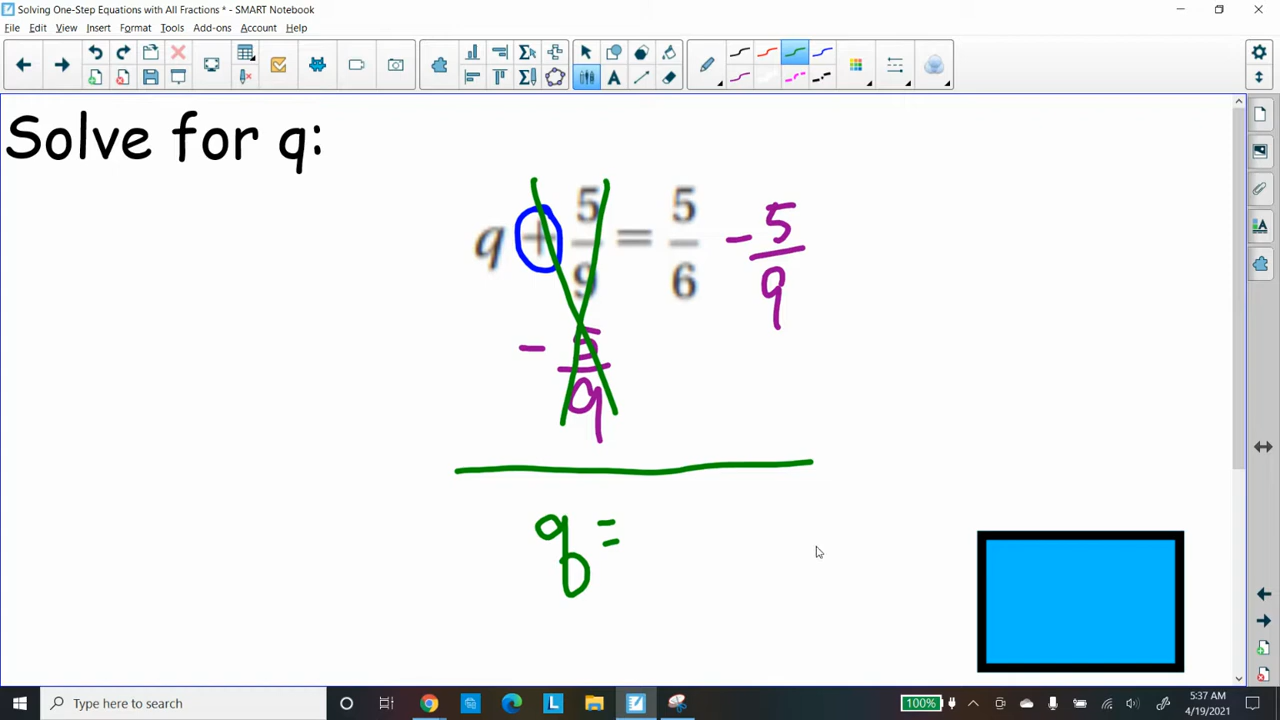 Solving One-Step Equations with All Fractions * - SMART Notebook
File Edit View Insert Format Tools Add-ons Account Help
Solve for q:
q + 5/9 = 5/6 - 5/9
- 5/9
q =
Type here to search
100%
5:37 AM
4/19/2021